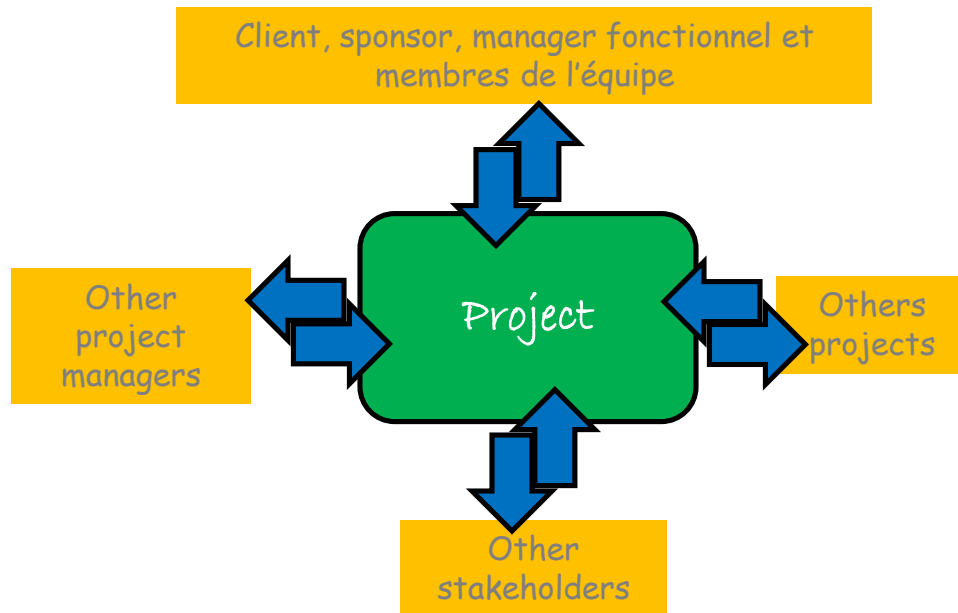 Client, sponsor, manager fonctionnel et
membres de l'équipe
Other
project
managers
Project
Others
projects
Other
stakeholders